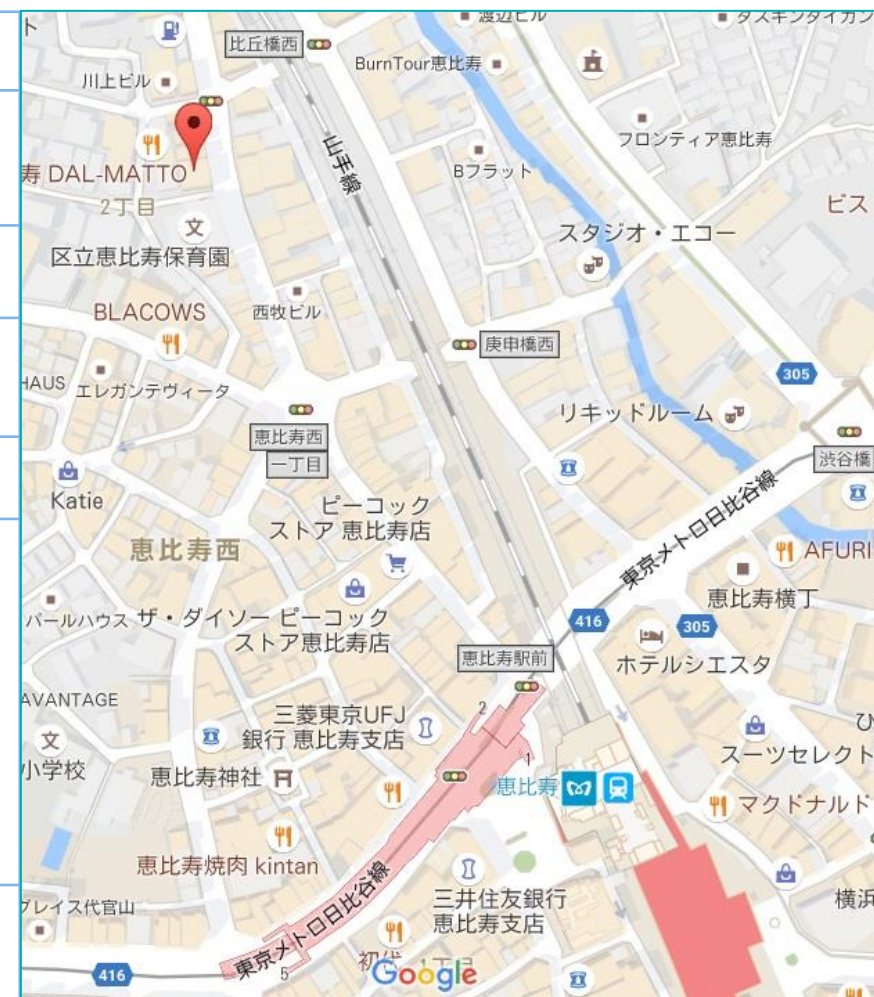 ト
渡辺ビル
ダスキンダイカン
比丘橋西
BurnTour恵比寿
川上ビル
フロンティア恵比寿
山手線
Bフラット
寿 DAL-MATTO
2丁目
ビス
スタジオ・エコー
区立恵比寿保育園
BLACOWS
西牧ビル
庚申橋西
305
HAUS
エレガンテヴィータ
リキッドルーム
恵比寿西
一丁目
渋谷橋
Katie
ピーコック
ストア 恵比寿店
東京メトロ日比谷線
恵比寿西
AFURI
恵比寿横丁
パールハウス
ザ・ダイソー ピーコック
ストア恵比寿店
416
305
恵比寿駅前
ホテルシエスタ
AVANTAGE
三菱東京UFJ
銀行 恵比寿支店
2
ひ
スーツセレクト
小学校
恵比寿神社
1
恵比寿
マクドナルド
恵比寿焼肉 kintan
三井住友銀行
恵比寿支店
横浜
グレイス代官山
東京メトロ日比谷線
5
416
初代
1丁目
Google